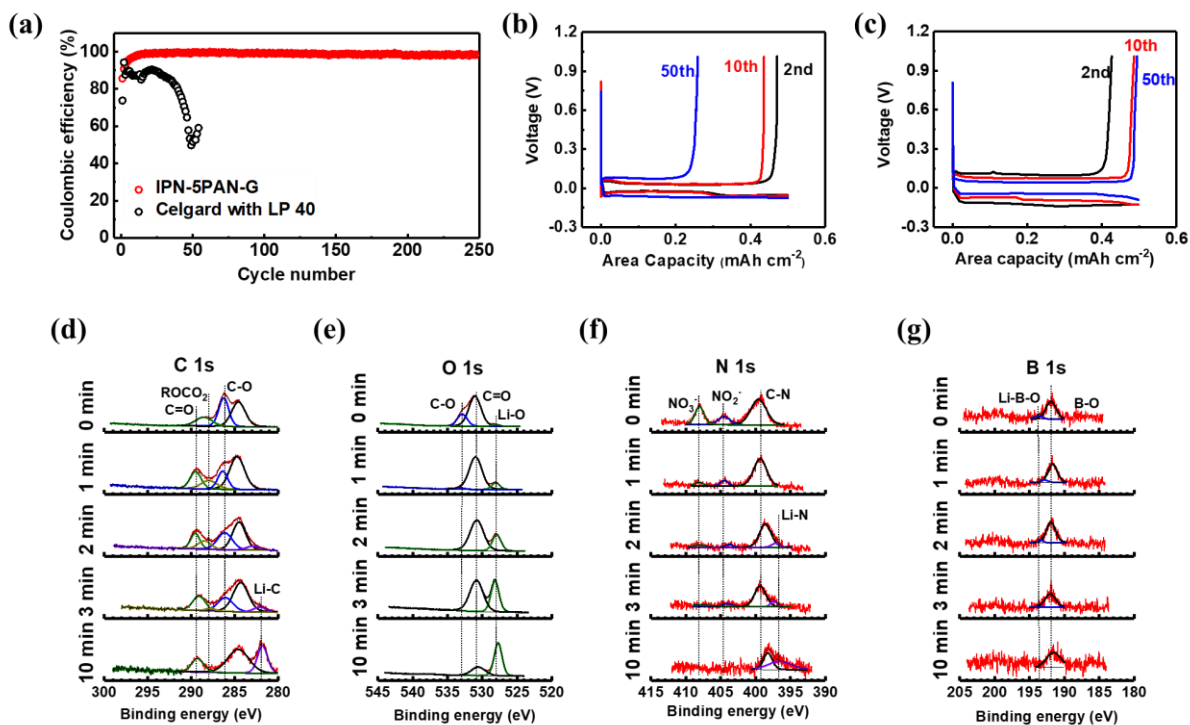 (a)
Coulombic efficiency (%)
120
100
80
60
40
20
0
IPN-5PAN-G
Celgard with LP 40
0 50 100 150 200 250
Cycle number
(b)
Voltage (V)
1.2
0.9
0.6
0.3
0.0
-0.3
50th 10th 2nd
0.0 0.2 0.4 0.6
Area Capacity (mAh cm-2)
(c)
Voltage (V)
1.2
0.9
0.6
0.3
0.0
-0.3
2nd 10th 50th
0.0 0.2 0.4 0.6
Area capacity (mAh cm-2)
(d)
C 1s
ROCO2- C-O
C=O
Li-C
0 min
1 min
2 min
3 min
10 min
300 295 290 285 280
Binding energy (eV)
(e)
O 1s
C-O C=O
Li-O
0 min
1 min
2 min
3 min
10 min
545 540 535 530 525 520
Binding energy (eV)
(f)
N 1s
NO3- NO2- C-N
Li-N
0 min
1 min
2 min
3 min
10 min
415 410 405 400 395 390
Binding energy (eV)
(g)
B 1s
Li-B-O B-O
0 min
1 min
2 min
3 min
10 min
205 200 195 190 185 180
Binding energy (eV)